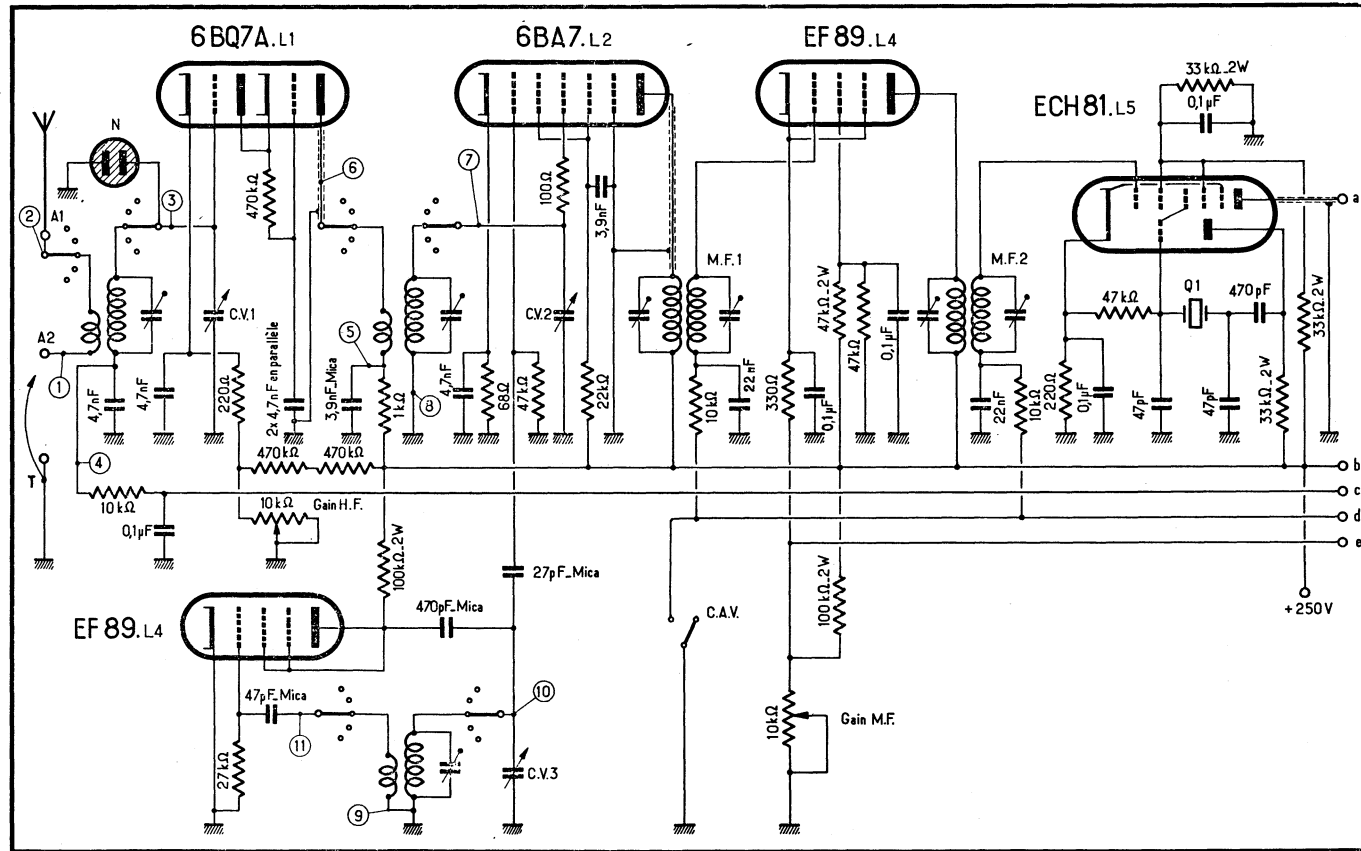 6BQ7A.L1
6BA7.L2
EF89.L4
ECH81.L5
33kΩ_2W
0,1µF
N
A1
2
3
6
7
470kΩ
100Ω
3,9nF
a
A2
1
C.V.1
C.V.2
M.F.1
M.F.2
47kΩ
Q1
470pF
33kΩ_2W
5
8
4,7nF
4,7nF
220Ω
2x4,7nF en parallèle
3,9nF_Mica
1kΩ
4,7nF
68Ω
47kΩ
22kΩ
10kΩ
22nF
330Ω
0,1µF
47kΩ_2W
47kΩ
0,1µF
22nF
10kΩ
220Ω
0,1µF
47pF
47pF
33kΩ_2W
4
T
470kΩ
470kΩ
b
10kΩ
0,1µF
10kΩ
Gain H.F.
c
d
e
100kΩ_2W
27pF_Mica
100kΩ_2W
+250V
EF89.L4
470pF_Mica
C.A.V.
47pF_Mica
11
10
27kΩ
9
C.V.3
10kΩ
Gain M.F.